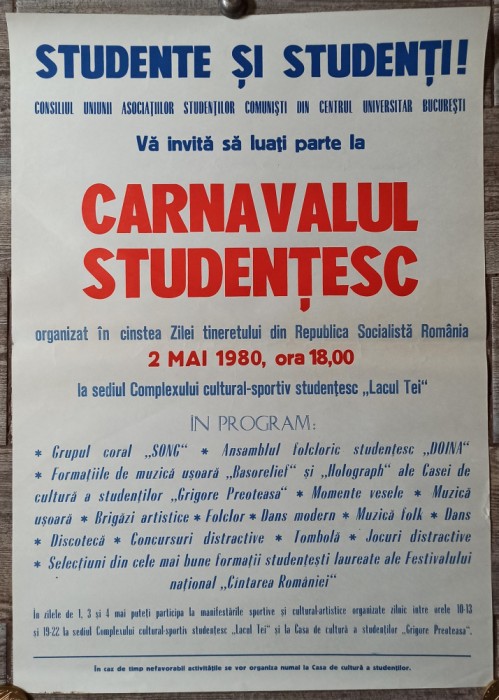 STUDENTE ȘI STUDENȚI!
CONSILIUL UNIUNII ASOCIAȚIILOR STUDENȚILOR COMUNIȘTI DIN CENTRUL UNIVERSITAR BUCUREȘTI
Vă invită să luați parte la
CARNAVALUL
STUDENȚESC
organizat în cinstea Zilei tineretului din Republica Socialistă România
2 MAI 1980, ora 18,00
la sediul Complexului cultural-sportiv studențesc „Lacul Tei“
ÎN PROGRAM:
* Grupul coral „SONG“ * Ansamblul folcloric studențesc „DOINA“
* Formațiile de muzică ușoară „Basorelief“ și „Holograph“ ale Casei de
cultură a studenților „Grigore Preoteasa“ * Momente vesele * Muzică
ușoară * Brigăzi artistice * Folclor * Dans modern * Muzică folk * Dans
* Discotecă * Concursuri distractive * Tombolă * Jocuri distractive
* Selecțiuni din cele mai bune formații studențești laureate ale Festivalului
național „Cîntarea României“
În zilele de 1, 3 și 4 mai puteți participa la manifestările sportive și cultural-artistice organizate zilnic între orele 10-13
și 19-22 la sediul Complexului cultural-sportiv studențesc „Lacul Tei“ și la Casa de cultură a studenților „Grigore Preoteasa“.
În caz de timp nefavorabil activitățile se vor organiza numai la Casa de cultură a studenților.